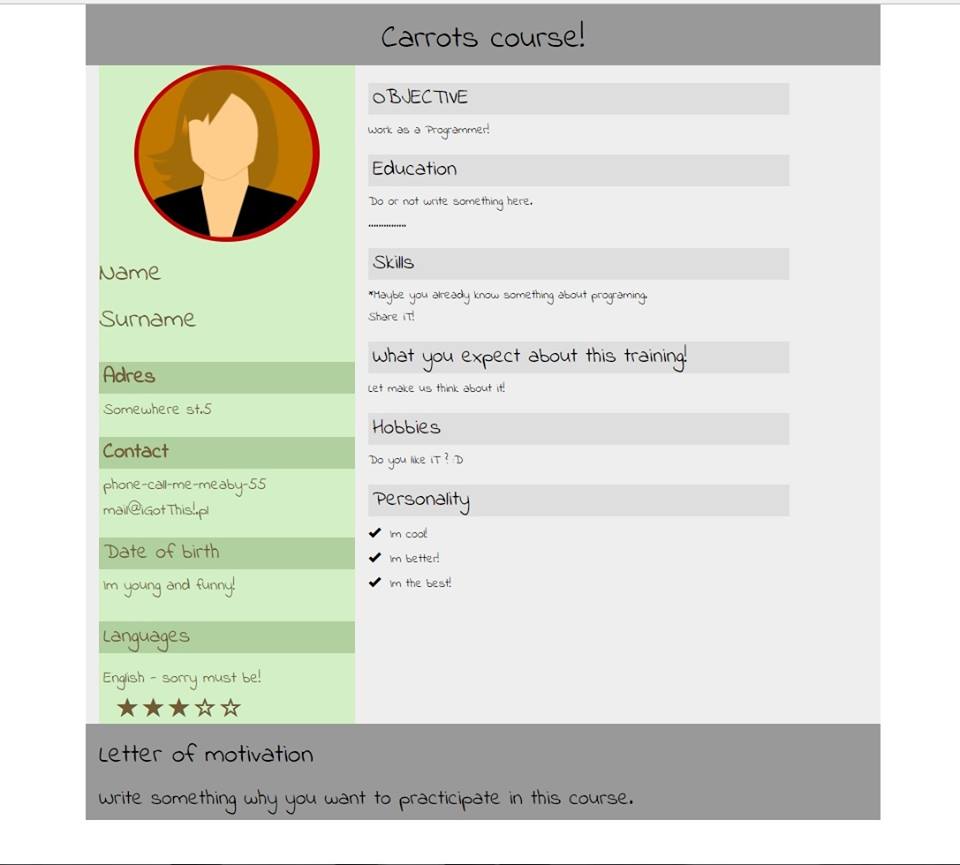 Carrots course!
Name
Surname
Adres
Somewhere st.5
Contact
phone-call-me-meaby-55
mail@iGotThis!.pl
Date of birth
Im young and funny!
Languages
English - sorry must be!
★★★☆☆
OBJECTIVE
Work as a Programmer!
Education
Do or not write something here.
...............
Skills
*Maybe you already know something about programing.
Share iT!
What you expect about this training!
Let make us think about it!
Hobbies
Do you like iT ? :D
Personality
✔ Im cool!
✔ Im better!
✔ Im the best!
Letter of motivation
Write something why you want to practicipate in this course.